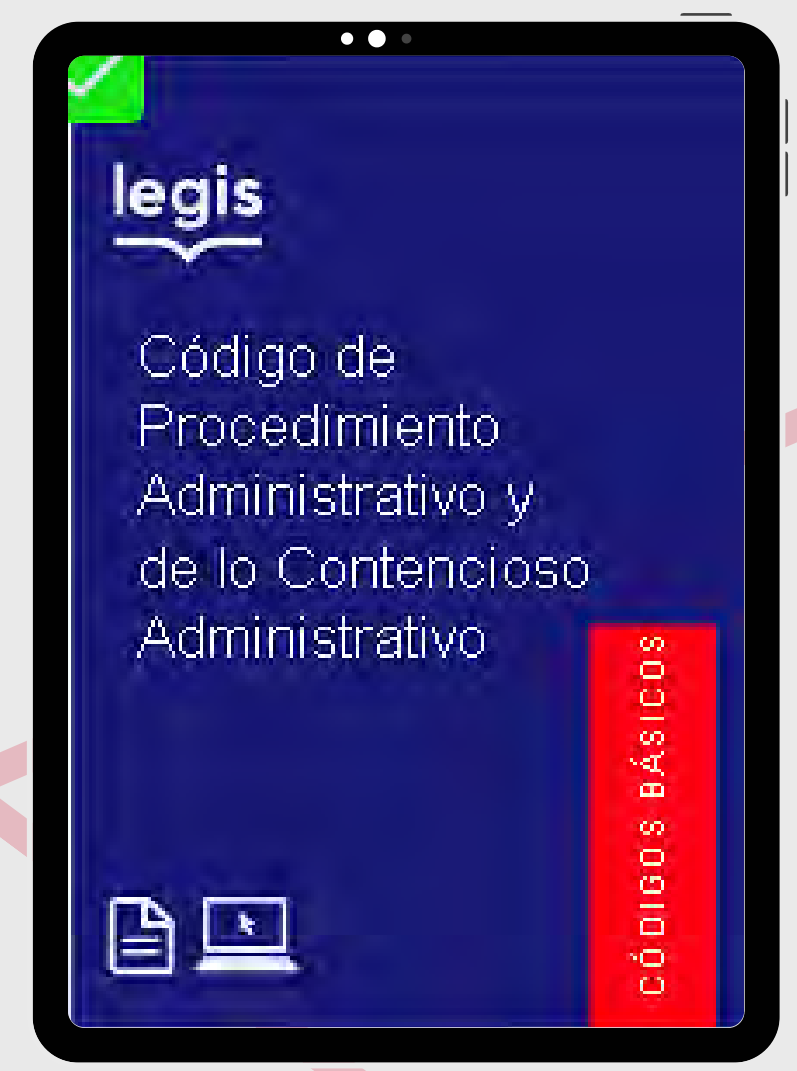 legis
Código de
Procedimiento
Administrativo y
de lo Contencioso
Administrativo
CÓDIGOS BÁSICOS